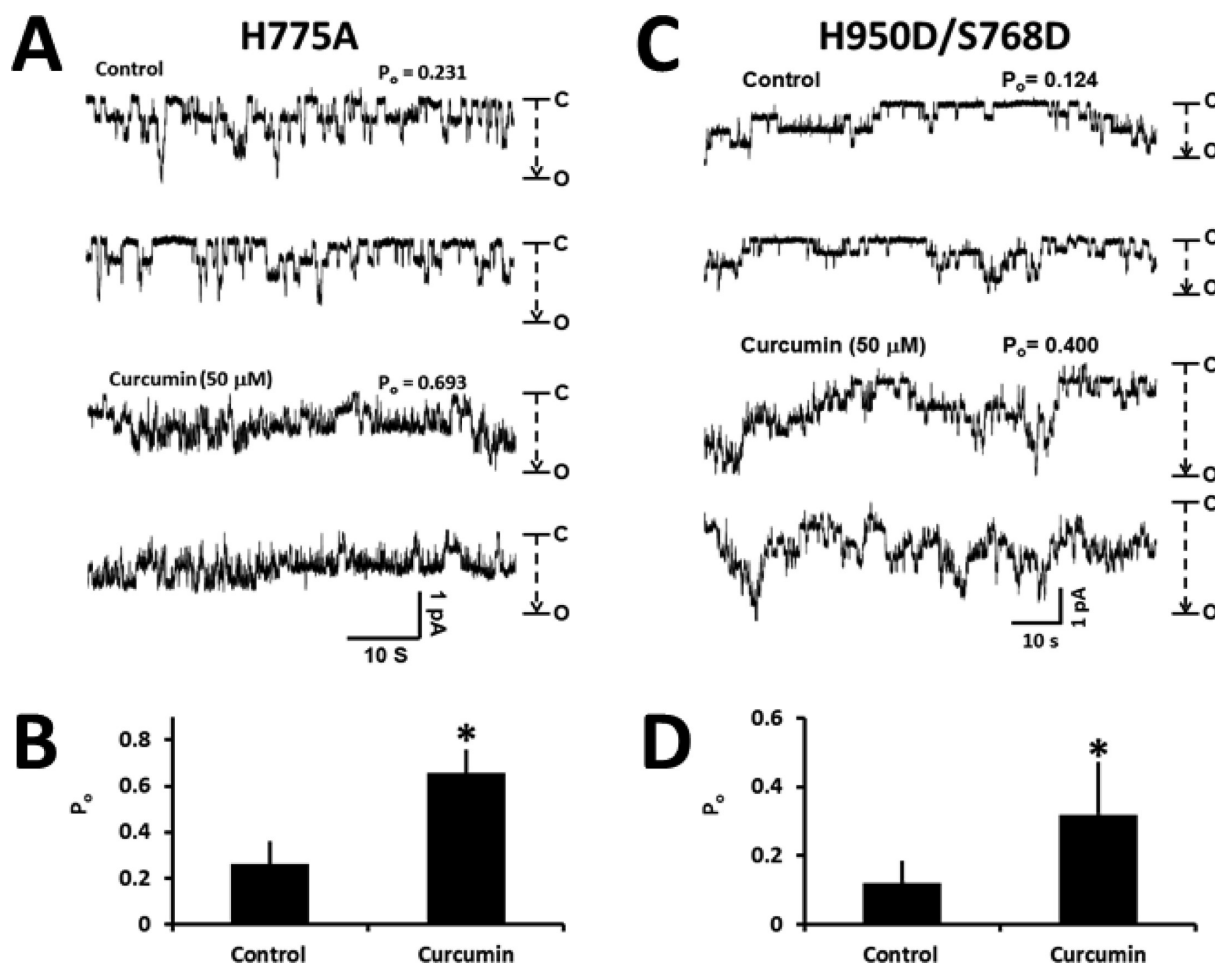 A
H775A
Control
Po = 0.231
C
O
C
O
Curcumin (50 μM)
Po = 0.693
C
O
C
O
1 pA
10 S
C
H950D/S768D
Control
Po= 0.124
C
O
C
O
Curcumin (50 μM)
Po= 0.400
C
O
C
O
1 pA
10 s
B
Po
0.8
0.6
0.4
0.2
0
*
Control
Curcumin
D
Po
0.6
0.4
0.2
0
*
Control
Curcumin